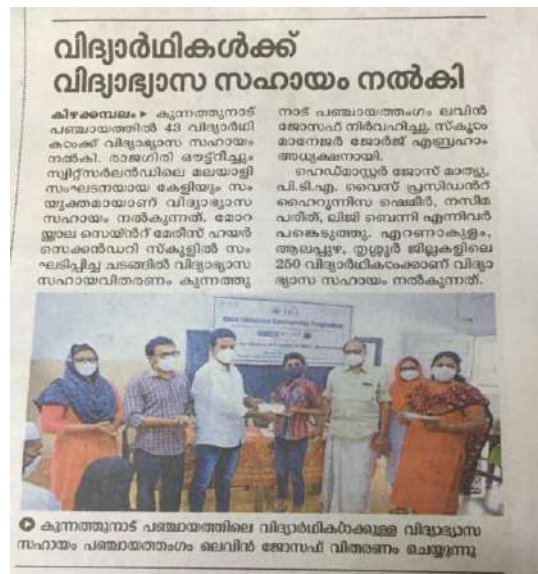 വിദ്യാർഥികൾക്ക്
വിദ്യാഭ്യാസ സഹായം നൽകി
കിഴക്കമ്പലം ▶ കുന്നത്തുനാട്
പഞ്ചായത്തിൽ 43 വിദ്യാർഥി
കൾക്ക് വിദ്യാഭ്യാസ സഹായം
നൽകി. രാജഗിരി ഔട്ട്റീച്ചും
സ്വിറ്റ്സർലൻഡിലെ മലയാളി
സംഘടനയായ കേളിയും സം
യുക്തമായാണ് വിദ്യാഭ്യാസ
സഹായം നൽകുന്നത്. മോറ
യ്ക്കാല സെയ്ൻറ് മേരീസ് ഹയർ
സെക്കൻഡറി സ്കൂളിൽ സം
ഘടിപ്പിച്ച ചടങ്ങിൽ വിദ്യാഭ്യാസ
സഹായവിതരണം കുന്നത്തു
നാട് പഞ്ചായത്തംഗം ലവിൻ
ജോസഫ് നിർവഹിച്ചു. സ്കൂൾ
മാനേജർ ജോർജ് എബ്രഹാം
അധ്യക്ഷനായി.
ഹെഡ്മാസ്റ്റർ ജോസ് മാത്യു,
പി.ടി.എ. വൈസ് പ്രസിഡൻറ്
ഹൈറൂന്നിസ ഷെമീർ, നസീമ
പരീത്, ലിജി ബെന്നി എന്നിവർ
പങ്കെടുത്തു. എറണാകുളം,
ആലപ്പുഴ, തൃശ്ശൂർ ജില്ലകളിലെ
250 വിദ്യാർഥികൾക്കാണ് വിദ്യാ
ഭ്യാസ സഹായം നൽകുന്നത്.
കുന്നത്തുനാട് പഞ്ചായത്തിലെ വിദ്യാർഥികൾക്കുള്ള വിദ്യാഭ്യാസ
സഹായം പഞ്ചായത്തംഗം ലെവിൻ ജോസഫ് വിതരണം ചെയ്യുന്നു